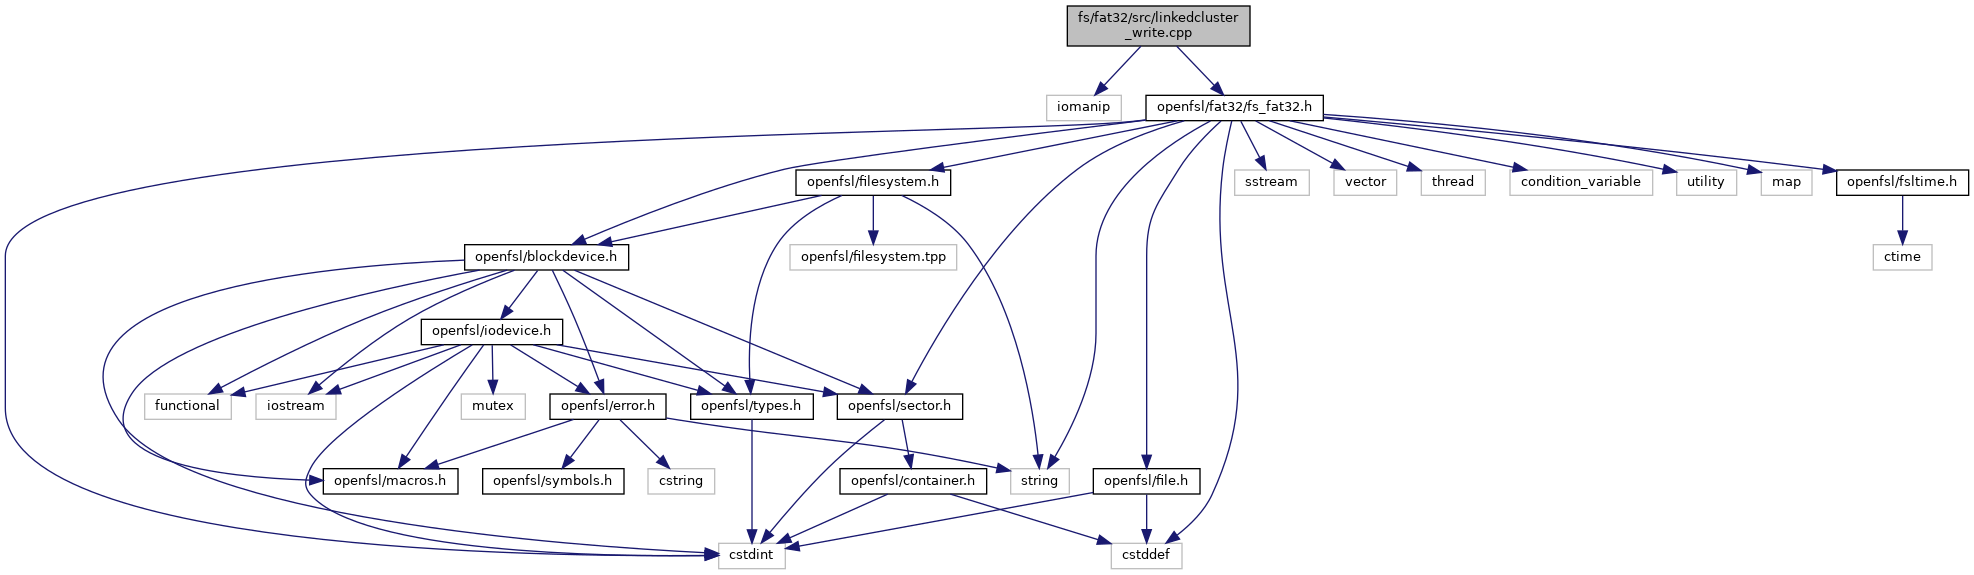 fs/fat32/src/linkedcluster
_write.cpp
iomanip
openfsl/fat32/fs_fat32.h
openfsl/filesystem.h
sstream
vector
thread
condition_variable
utility
map
openfsl/fsltime.h
openfsl/blockdevice.h
openfsl/filesystem.tpp
ctime
openfsl/iodevice.h
functional
iostream
mutex
openfsl/error.h
openfsl/types.h
openfsl/sector.h
openfsl/macros.h
openfsl/symbols.h
cstring
openfsl/container.h
string
openfsl/file.h
cstdint
cstddef